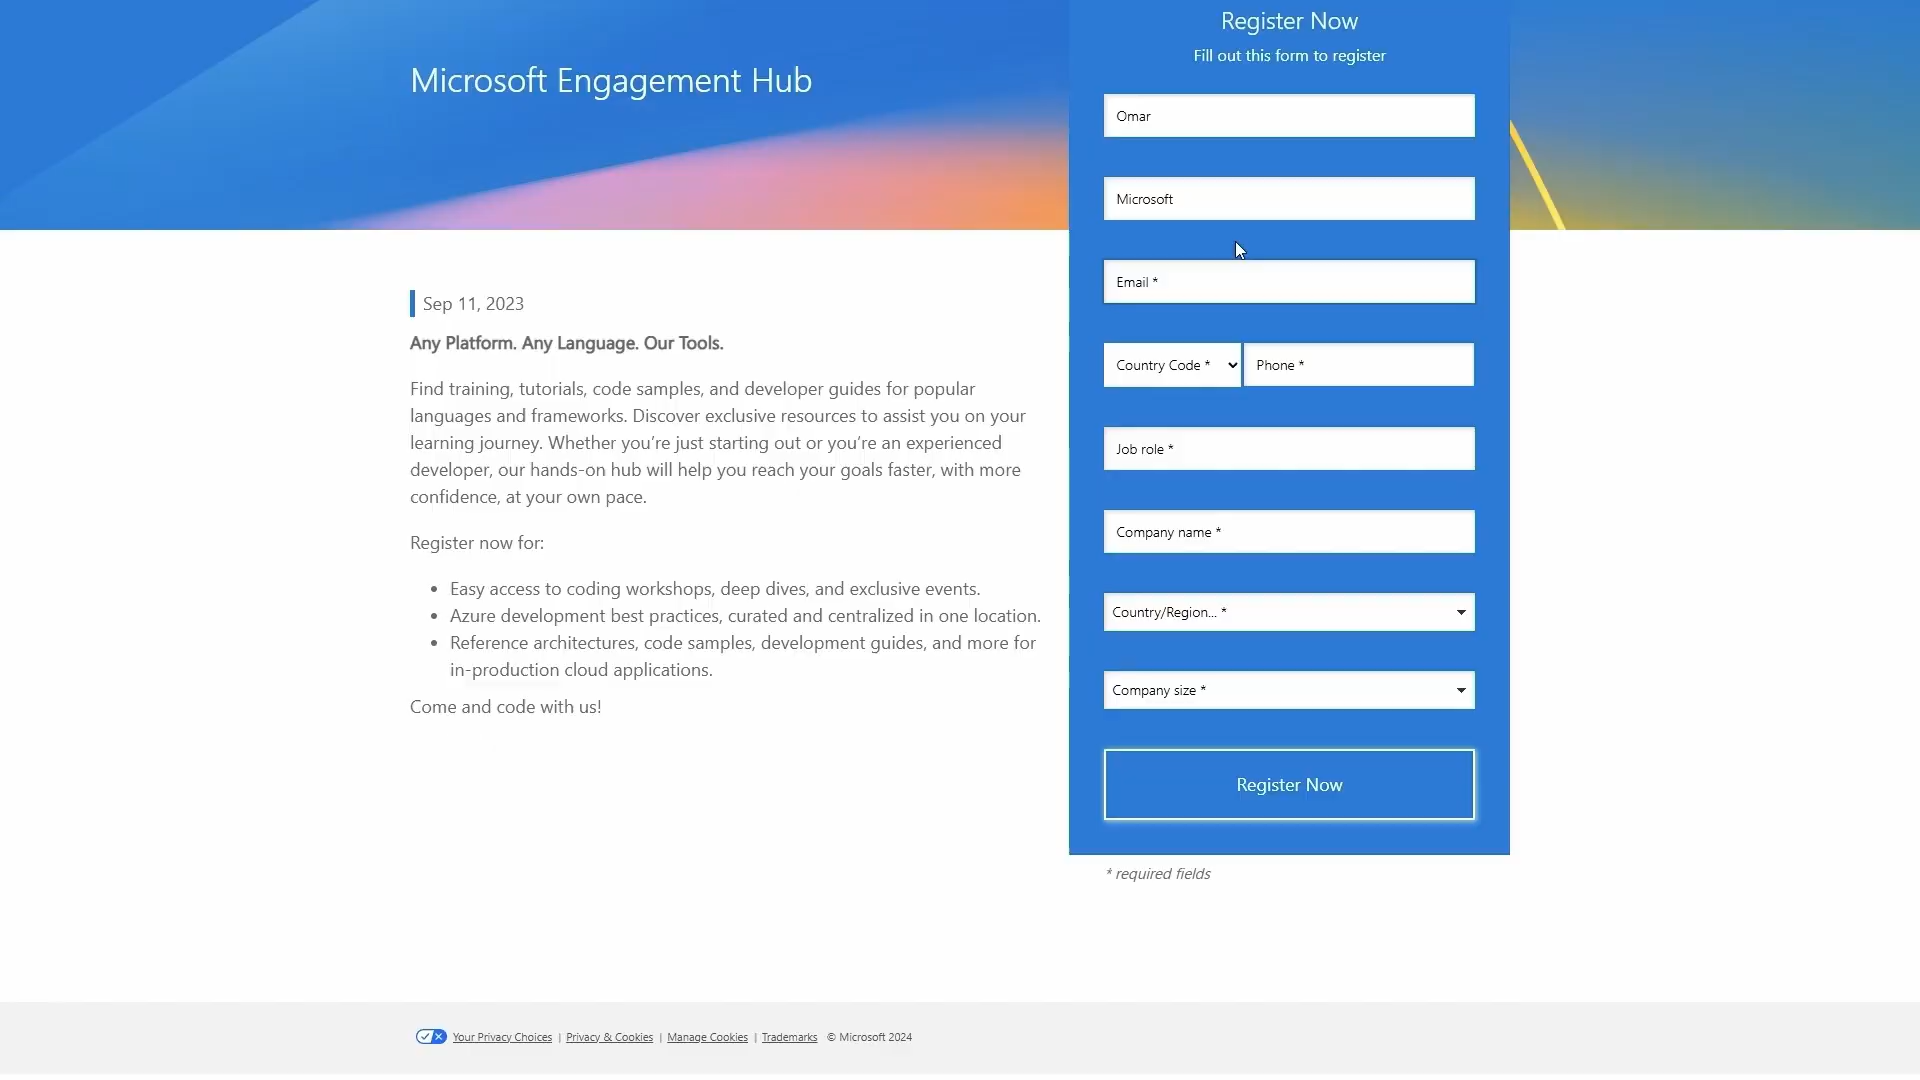 Microsoft Engagement Hub
Sep 11, 2023
Any Platform. Any Language. Our Tools.
Find training, tutorials, code samples, and developer guides for popular
languages and frameworks. Discover exclusive resources to assist you on your
learning journey. Whether you’re just starting out or you’re an experienced
developer, our hands-on hub will help you reach your goals faster, with more
confidence, at your own pace.
Register now for:
• Easy access to coding workshops, deep dives, and exclusive events.
• Azure development best practices, curated and centralized in one location.
• Reference architectures, code samples, development guides, and more for
in-production cloud applications.
Come and code with us!
Register Now
Fill out this form to register
Omar
Microsoft
Email *
Country Code * Phone *
Job role *
Company name *
Country/Region... *
Company size *
Register Now
* required fields
Your Privacy Choices | Privacy & Cookies | Manage Cookies | Trademarks © Microsoft 2024